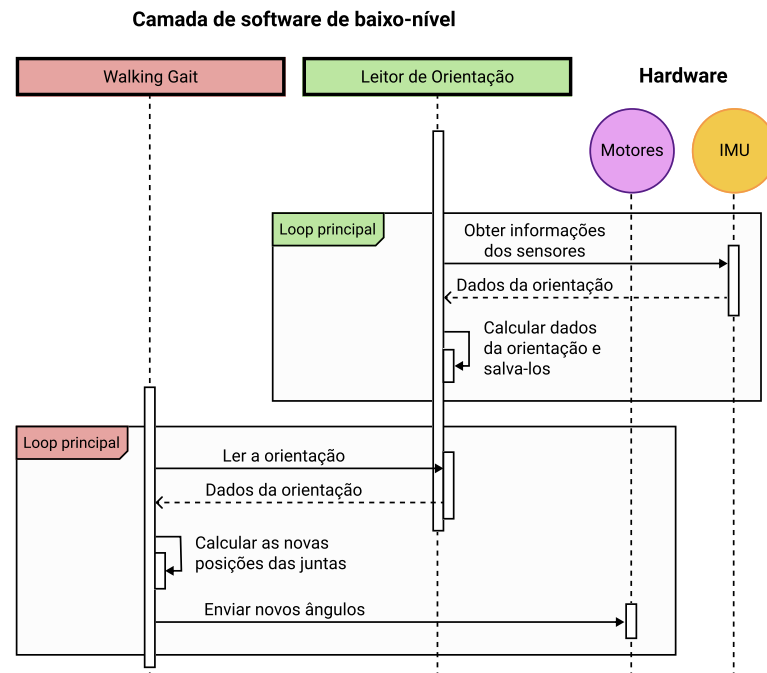 Camada de software de baixo-nível
Walking Gait
Leitor de Orientação
Hardware
Motores
IMU
Loop principal
Obter informações
dos sensores
Dados da orientação
Calcular dados
da orientação e
salva-los
Loop principal
Ler a orientação
Dados da orientação
Calcular as novas
posições das juntas
Enviar novos ângulos